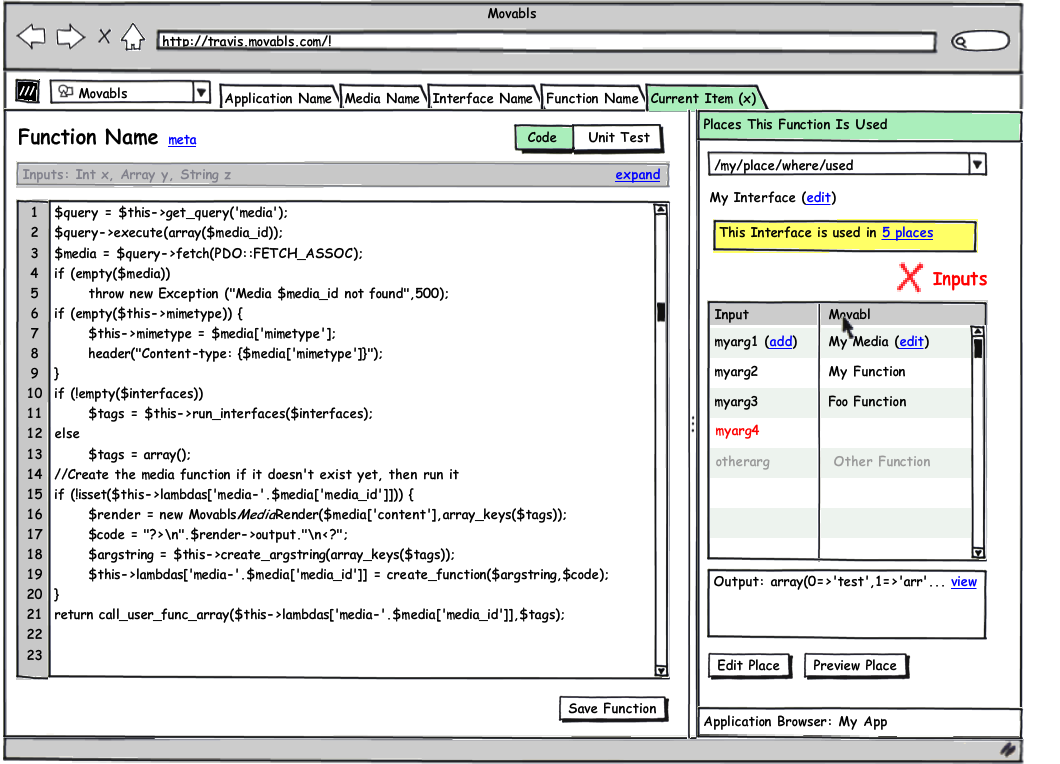 Movabls
http://travis.movabls.com/!
Movabls
Application Name
Media Name
Interface Name
Function Name
Current Item (x)
Function Name meta
Code
Unit Test
Inputs: Int x, Array y, String z
expand
1 $query = $this->get_query('media');
2 $query->execute(array($media_id));
3 $media = $query->fetch(PDO::FETCH_ASSOC);
4 if (empty($media))
5 throw new Exception ("Media $media_id not found",500);
6 if (empty($this->mimetype)) {
7 $this->mimetype = $media['mimetype'];
8 header("Content-type: {$media['mimetype']}");
9 }
10 if (!empty($interfaces))
11 $tags = $this->run_interfaces($interfaces);
12 else
13 $tags = array();
14 //Create the media function if it doesn't exist yet, then run it
15 if (!isset($this->lambdas['media-'.$media['media_id']])) {
16 $render = new MovablsMediaRender($media['content'],array_keys($tags));
17 $code = "?>\n".$render->output."\n<?";
18 $argstring = $this->create_argstring(array_keys($tags));
19 $this->lambdas['media-'.$media['media_id']] = create_function($argstring,$code);
20 }
21 return call_user_func_array($this->lambdas['media-'.$media['media_id']],$tags);
22
23
Save Function
Places This Function Is Used
/my/place/where/used
My Interface (edit)
This Interface is used in 5 places
X Inputs
Input Movabl
myarg1 (add) My Media (edit)
myarg2 My Function
myarg3 Foo Function
myarg4
otherarg Other Function
Output: array(0=>'test',1=>'arr'... view
Edit Place
Preview Place
Application Browser: My App